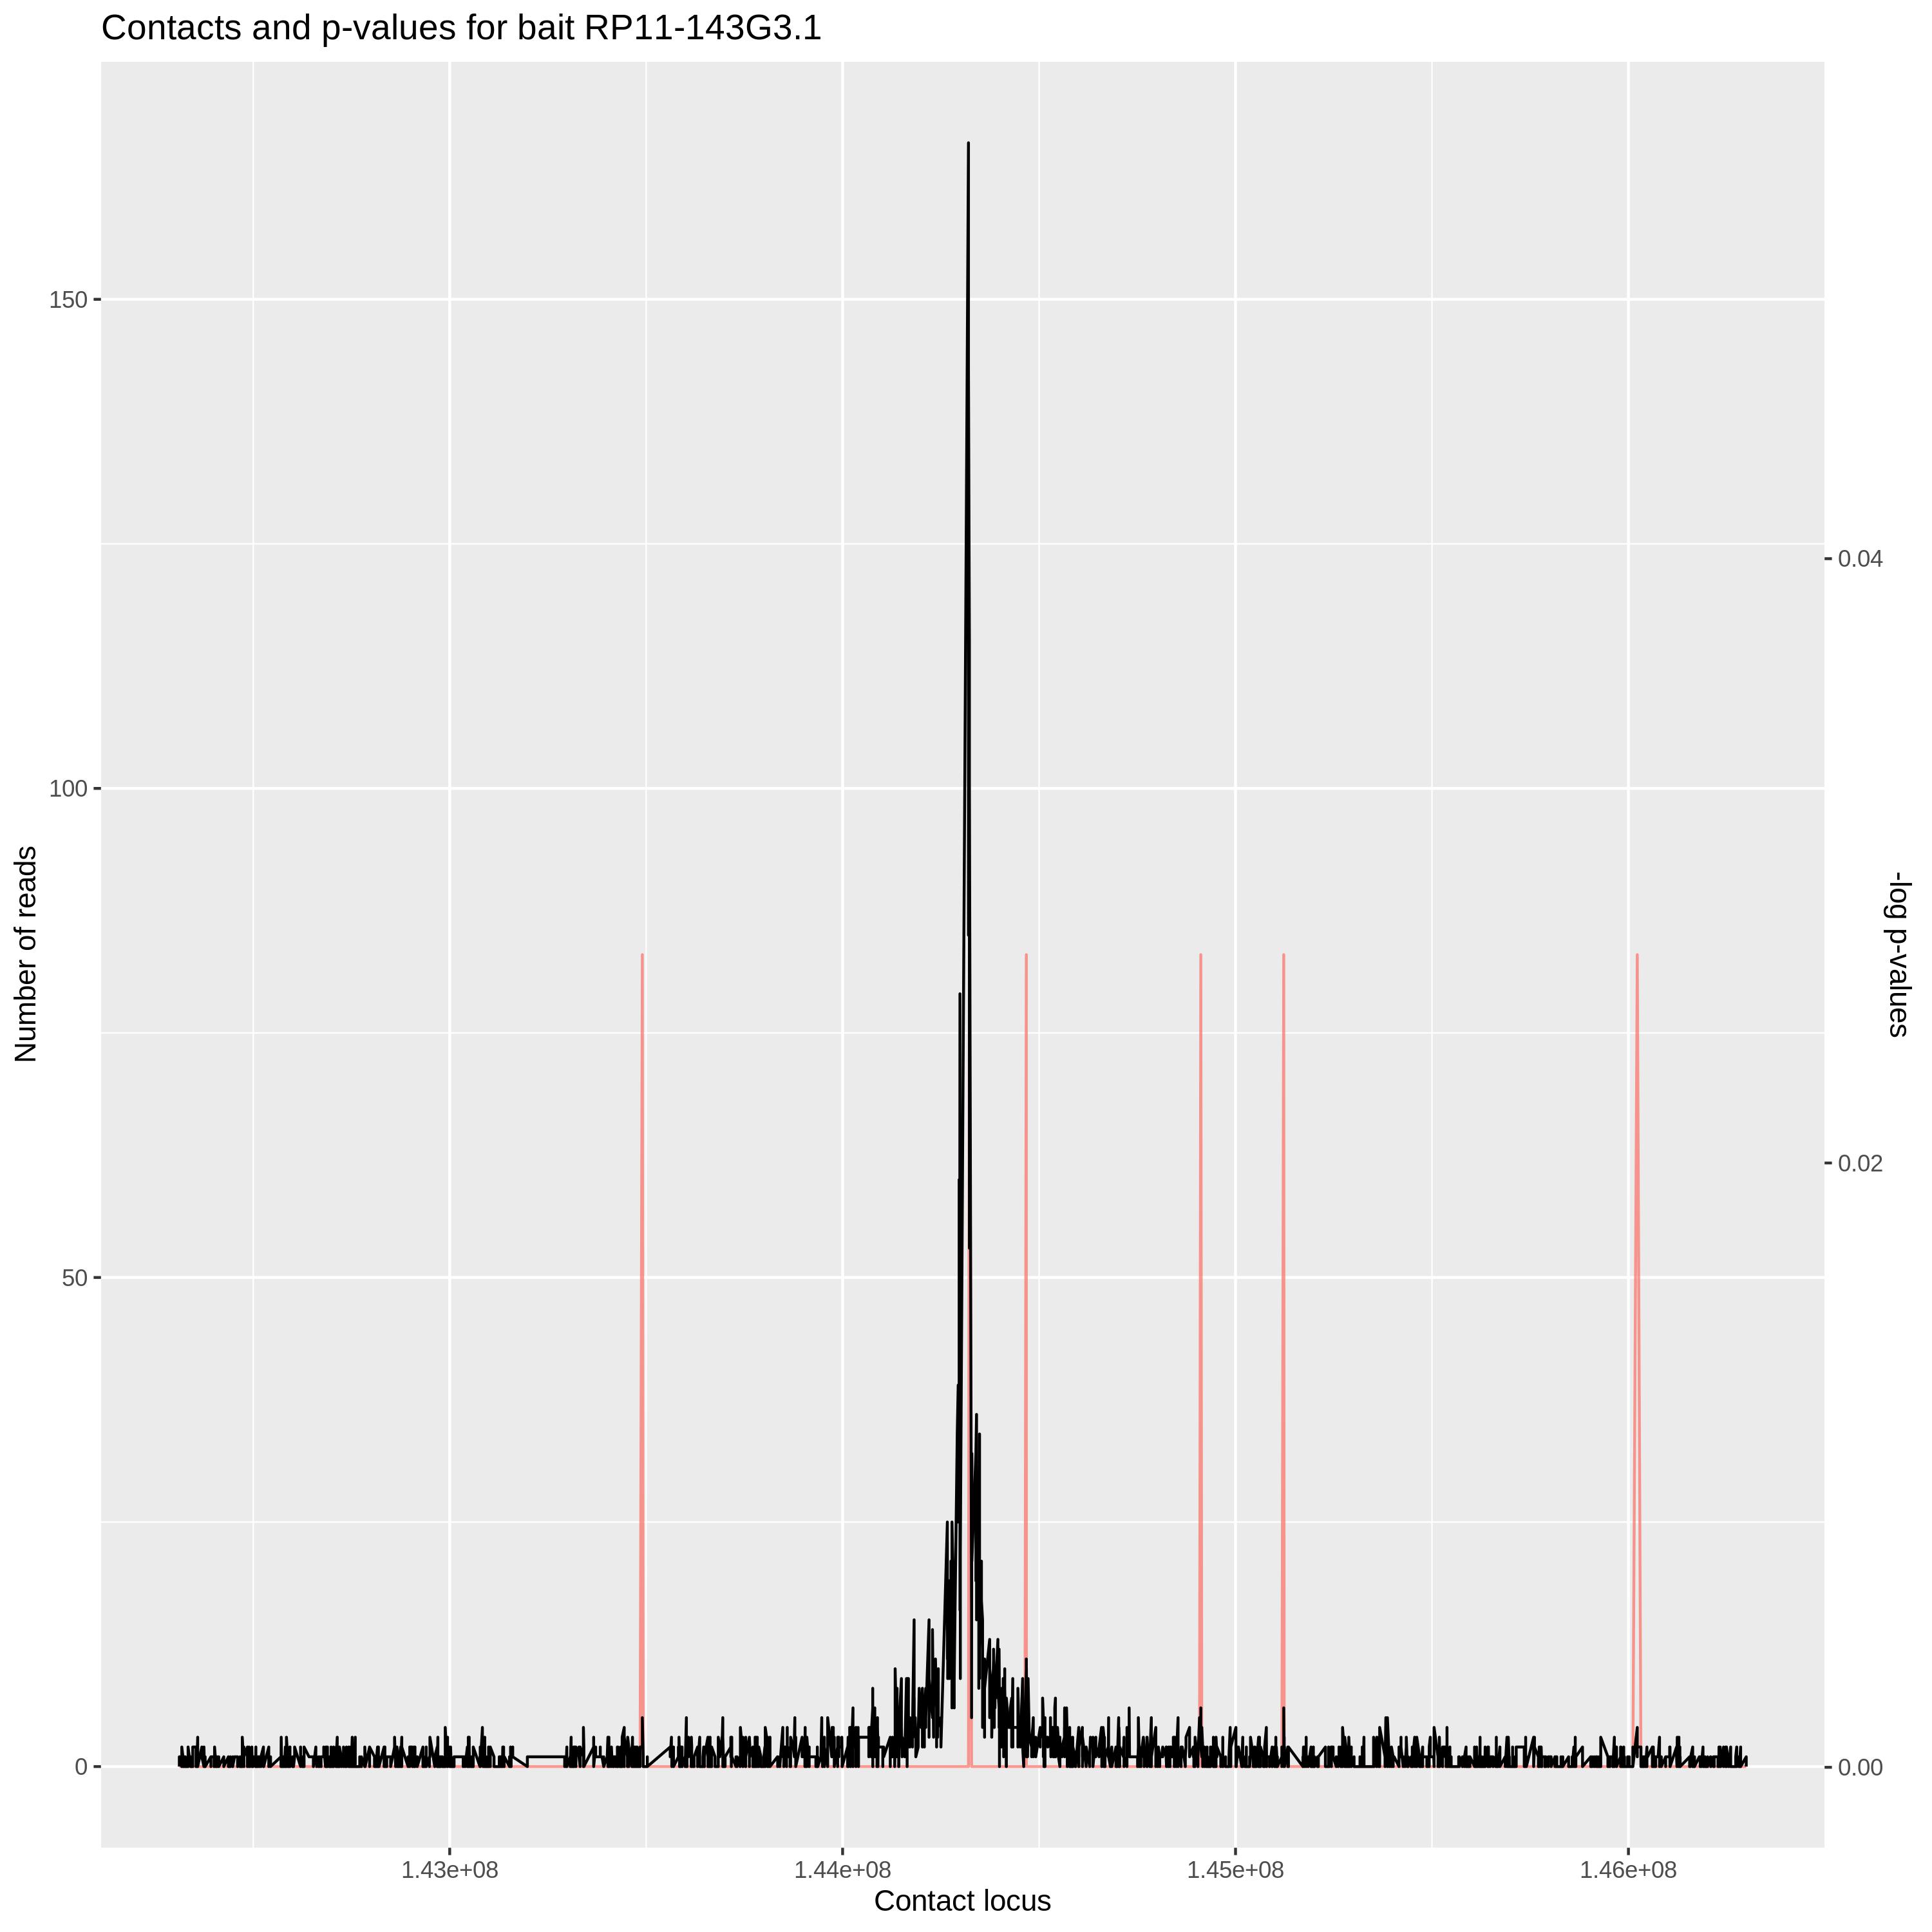 Contacts and p-values for bait RP11-143G3.1
150
100
50
0
Number of reads
0.04
0.02
0.00
-log p-values
1.43e+08
1.44e+08
1.45e+08
1.46e+08
Contact locus